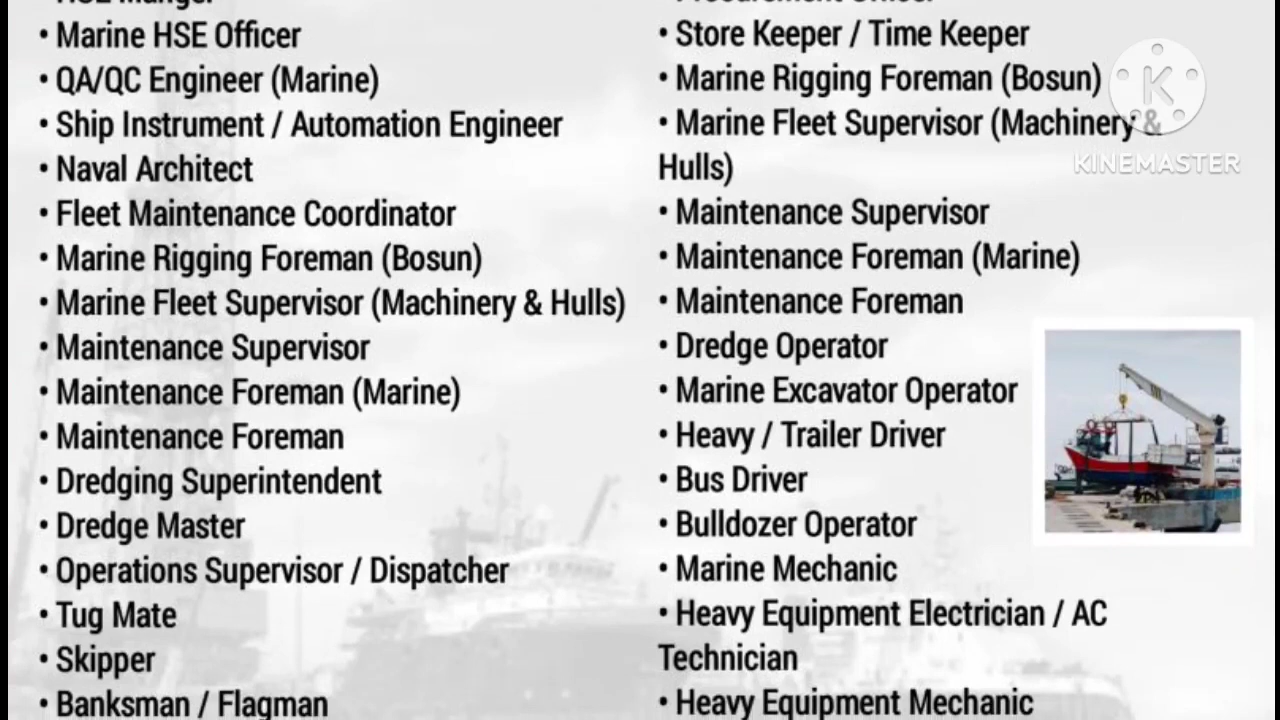 HSE Manger
• Marine HSE Officer
• QA/QC Engineer (Marine)
• Ship Instrument / Automation Engineer
• Naval Architect
• Fleet Maintenance Coordinator
• Marine Rigging Foreman (Bosun)
• Marine Fleet Supervisor (Machinery & Hulls)
• Maintenance Supervisor
• Maintenance Foreman (Marine)
• Maintenance Foreman
• Dredging Superintendent
• Dredge Master
• Operations Supervisor / Dispatcher
• Tug Mate
• Skipper
• Banksman / Flagman
Procurement Officer
• Store Keeper / Time Keeper
• Marine Rigging Foreman (Bosun)
• Marine Fleet Supervisor (Machinery &
Hulls)
• Maintenance Supervisor
• Maintenance Foreman (Marine)
• Maintenance Foreman
• Dredge Operator
• Marine Excavator Operator
• Heavy / Trailer Driver
• Bus Driver
• Bulldozer Operator
• Marine Mechanic
• Heavy Equipment Electrician / AC
Technician
• Heavy Equipment Mechanic
K
KINEMASTER